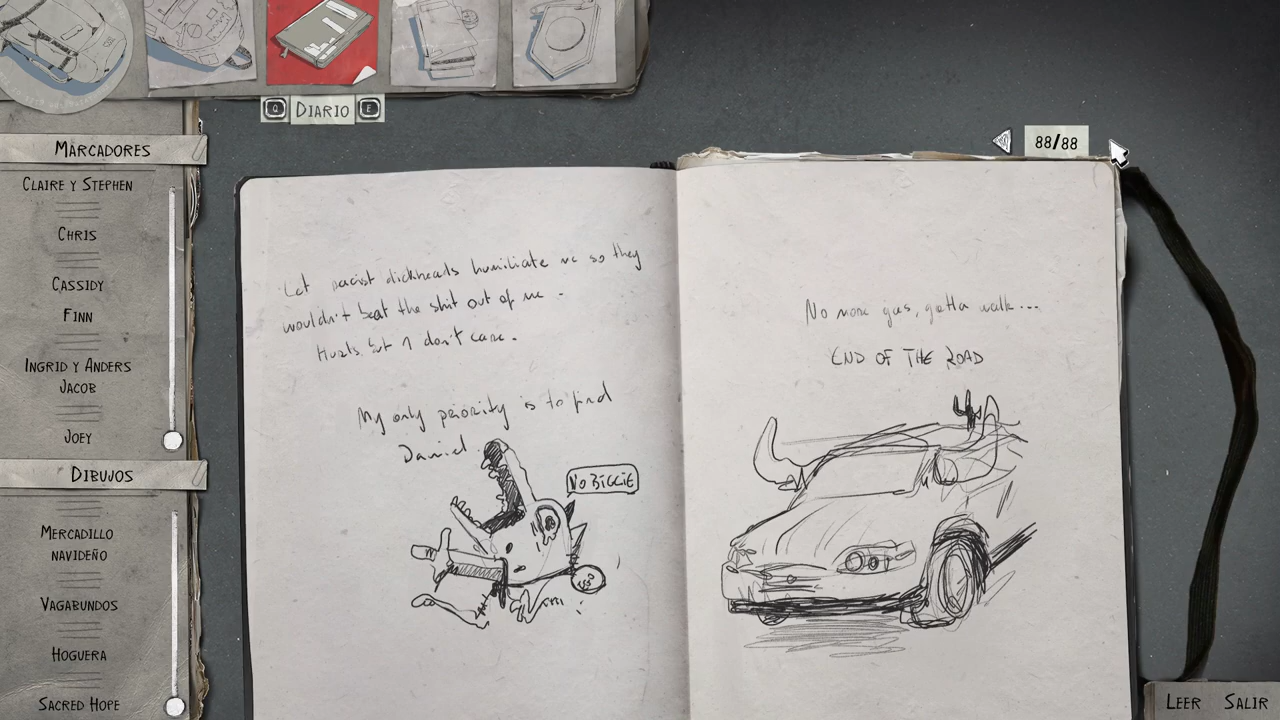 Q DIARIO E
MARCADORES
CLAIRE Y STEPHEN
CHRIS
CASSIDY
FINN
INGRID Y ANDERS
JACOB
JOEY
DIBUJOS
MERCADILLO
NAVIDEÑO
VAGABUNDOS
HOGUERA
SACRED HOPE
Let racist dickheads humiliate me so they
wouldn't beat the shit out of me.
Hurts but I don't care.
My only priority is to find
Daniel.
NO BIGGIE
88/88
No more gas, gotta walk...
END OF THE ROAD
LEER SALIR